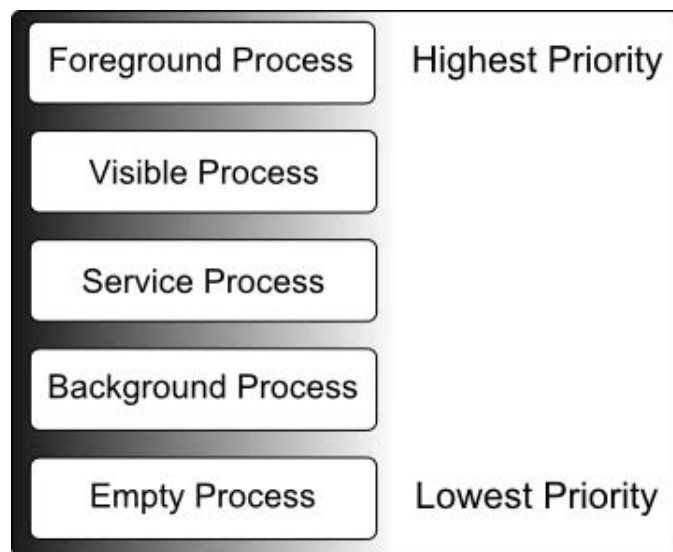 Foreground Process Highest Priority
Visible Process
Service Process
Background Process
Empty Process Lowest Priority